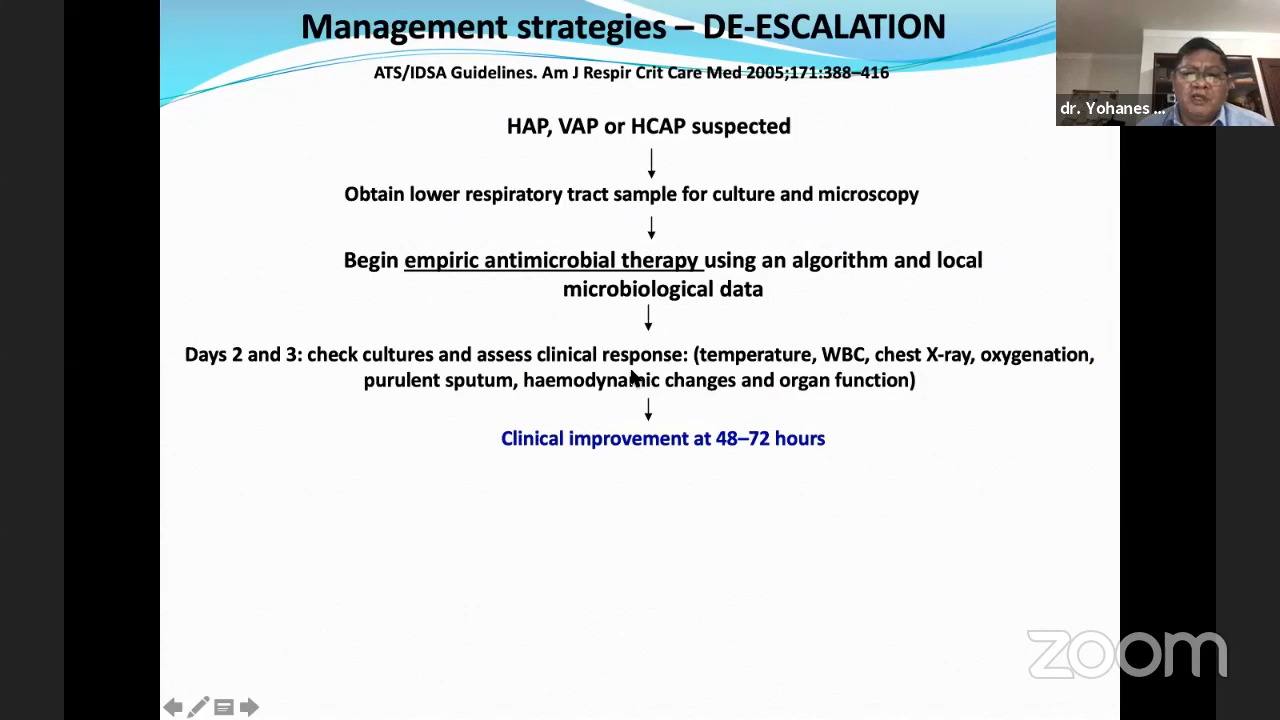 Management strategies – DE-ESCALATION
ATS/IDSA Guidelines. Am J Respir Crit Care Med 2005;171:388–416
dr. Yohanes ...
HAP, VAP or HCAP suspected
Obtain lower respiratory tract sample for culture and microscopy
Begin empiric antimicrobial therapy using an algorithm and local
microbiological data
Days 2 and 3: check cultures and assess clinical response: (temperature, WBC, chest X-ray, oxygenation,
purulent sputum, haemodynamic changes and organ function)
Clinical improvement at 48–72 hours
zoom